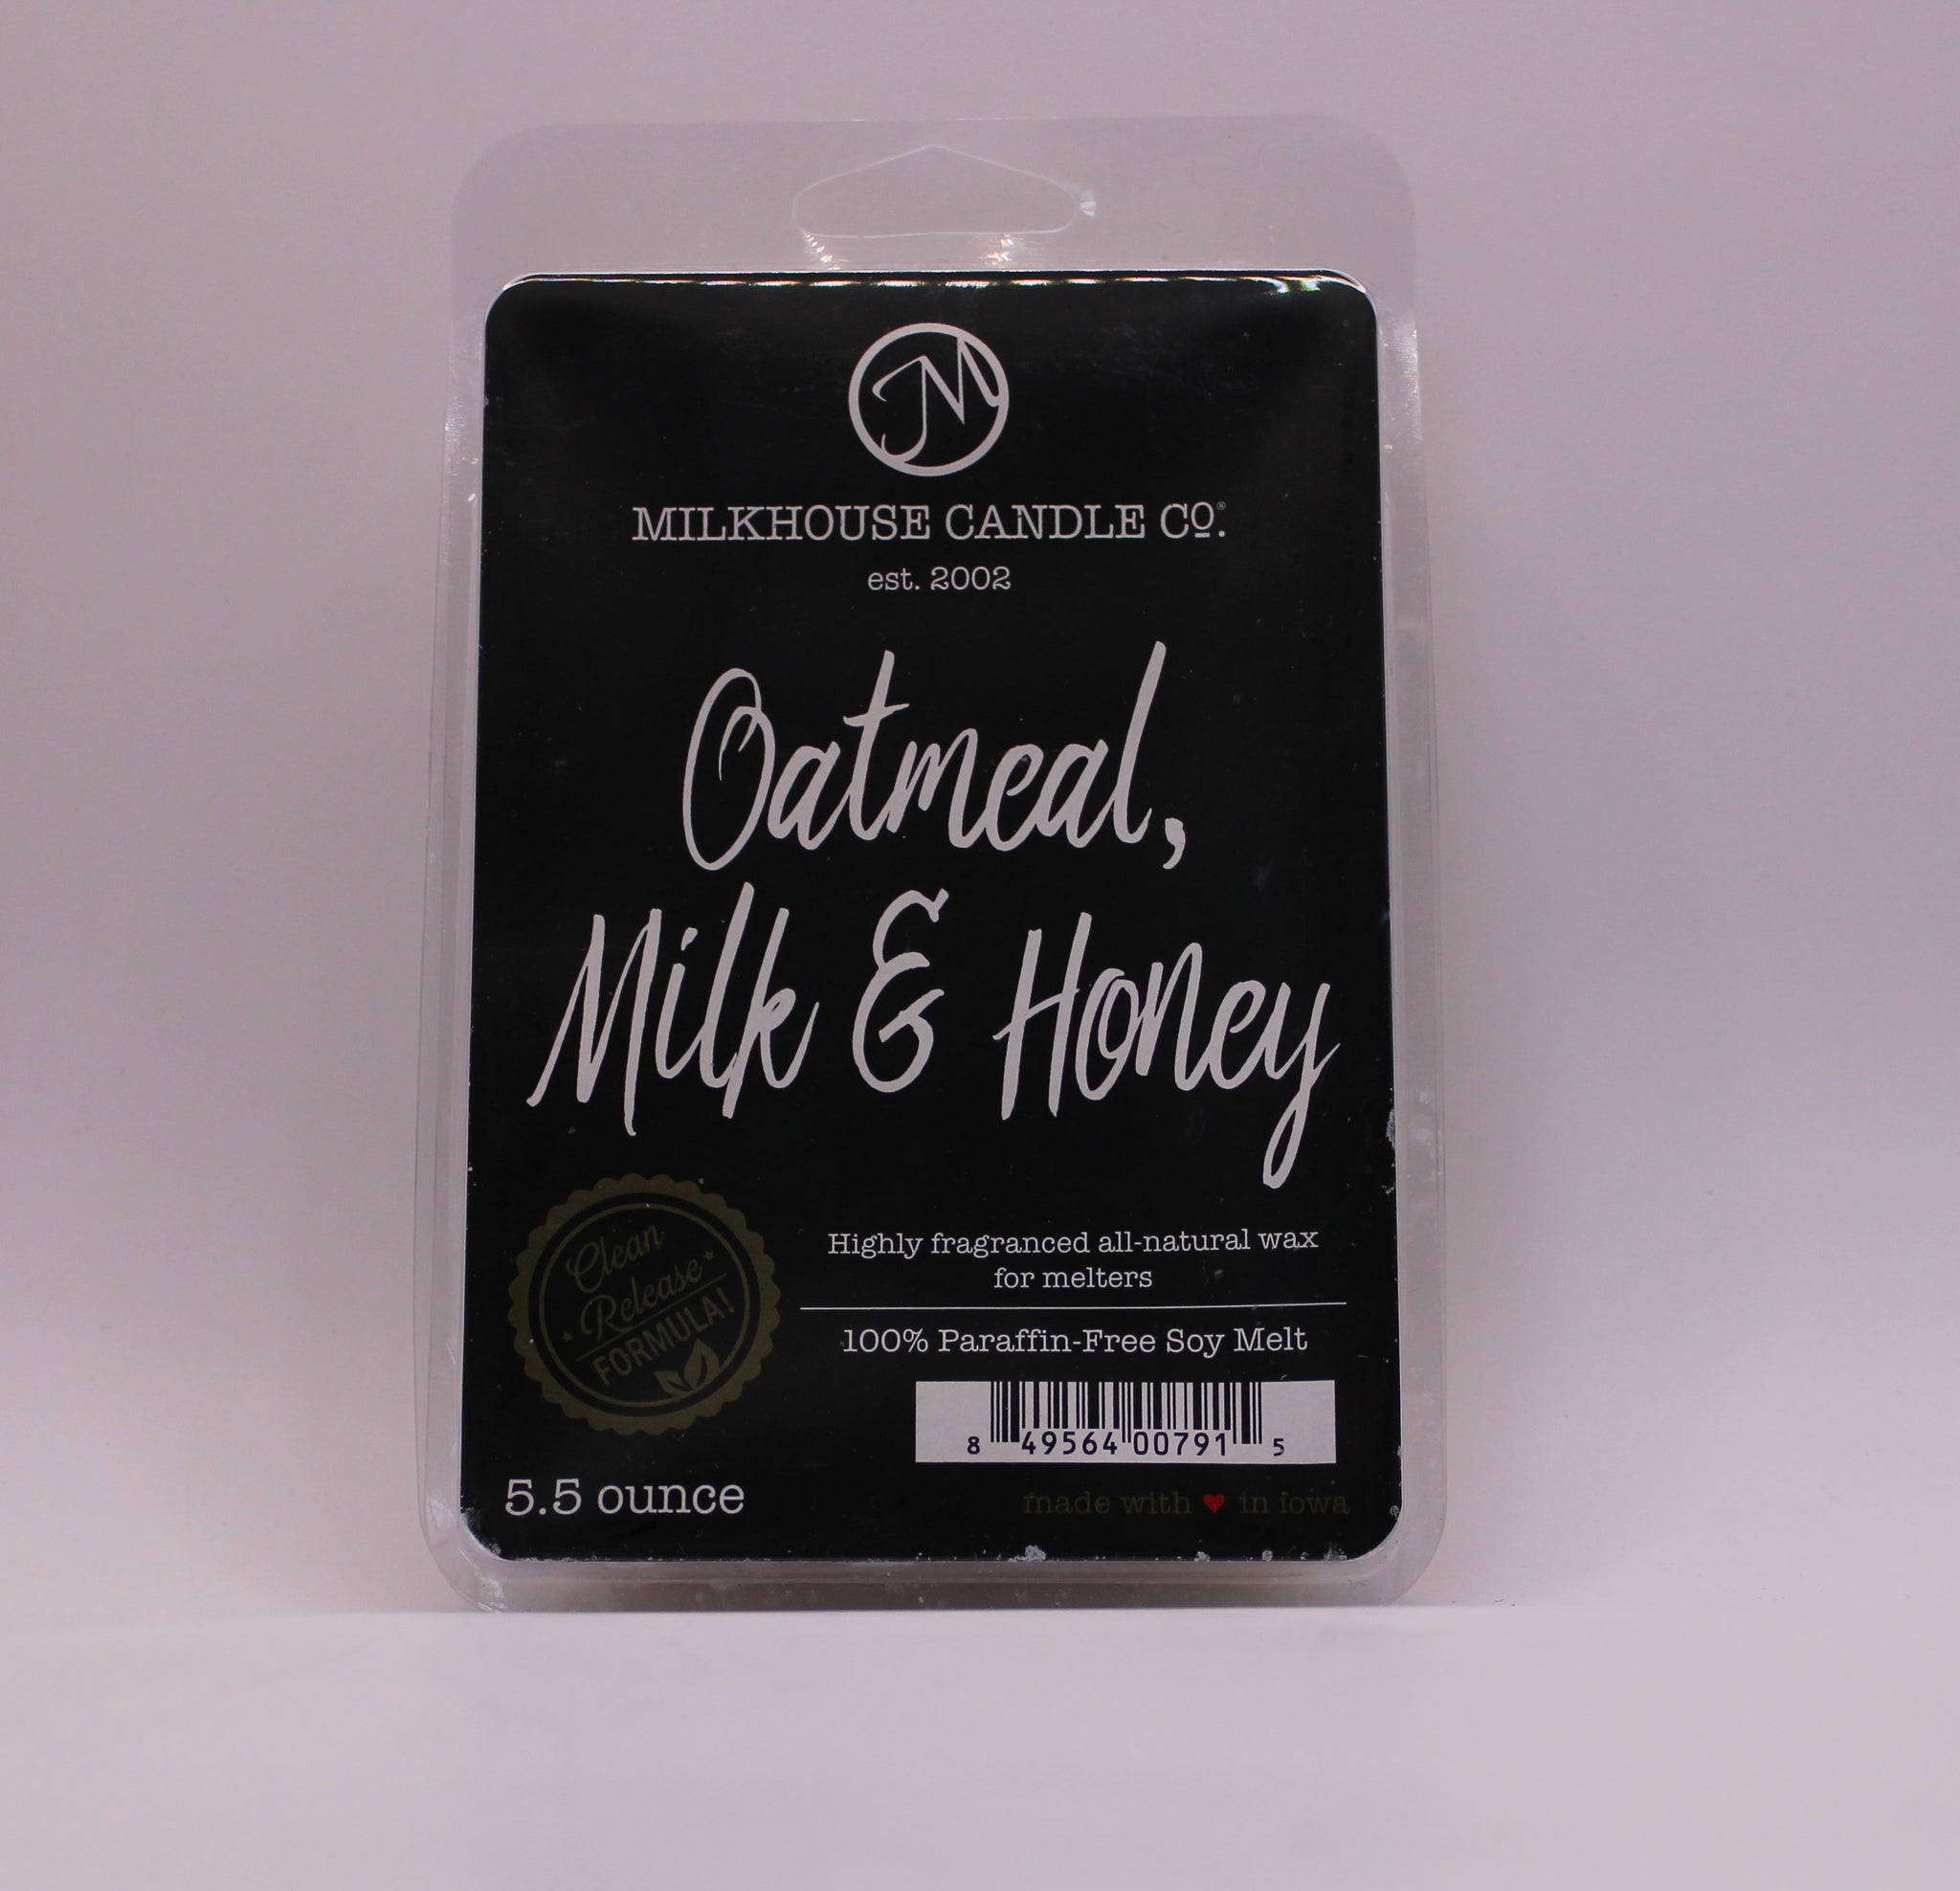 M
MILKHOUSE CANDLE Co.®
est. 2002
Oatmeal,
Milk & Honey
Clean
Release
FORMULA!
Highly fragranced all-natural wax
for melters
100% Paraffin-Free Soy Melt
8 49564 00791 5
5.5 ounce
made with ♥ in iowa